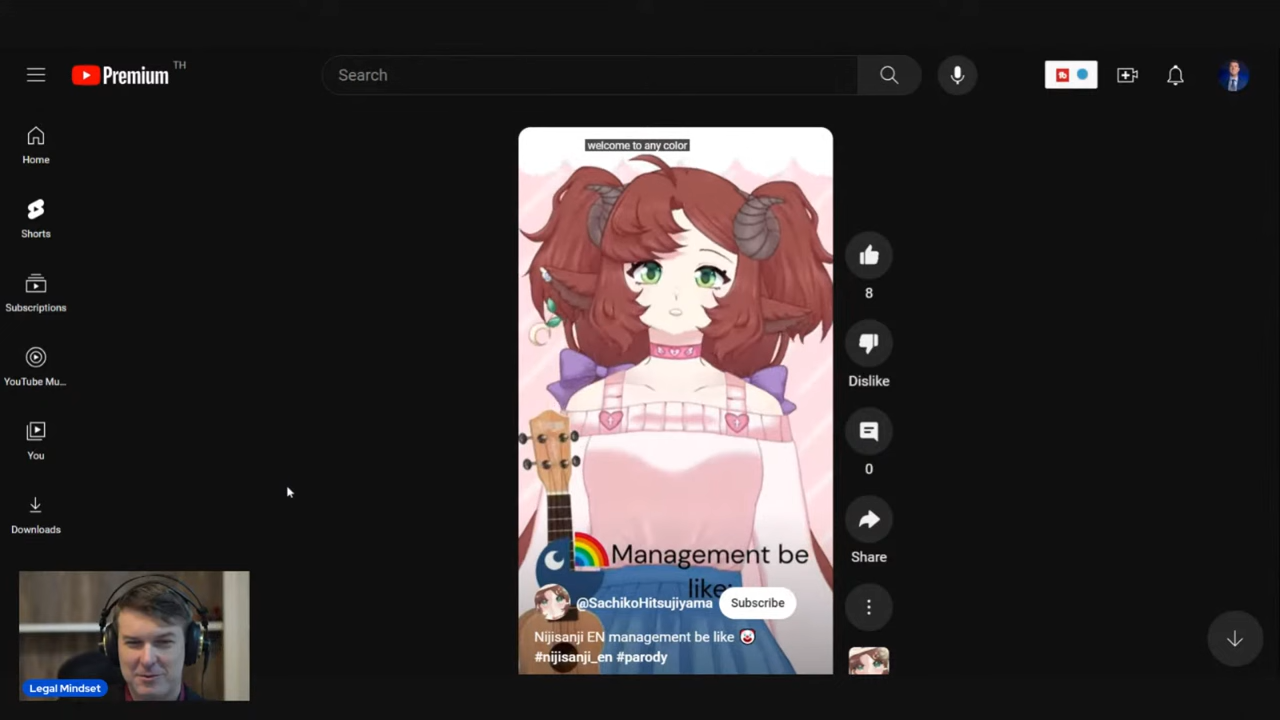 Premium TH
Search
Home
Shorts
Subscriptions
YouTube Mu...
You
Downloads
welcome to any color
8
Dislike
0
Share
Management be
like:
@SachikoHitsujiyama
Subscribe
Nijisanji EN management be like 🤡
#nijisanji_en #parody
Legal Mindset